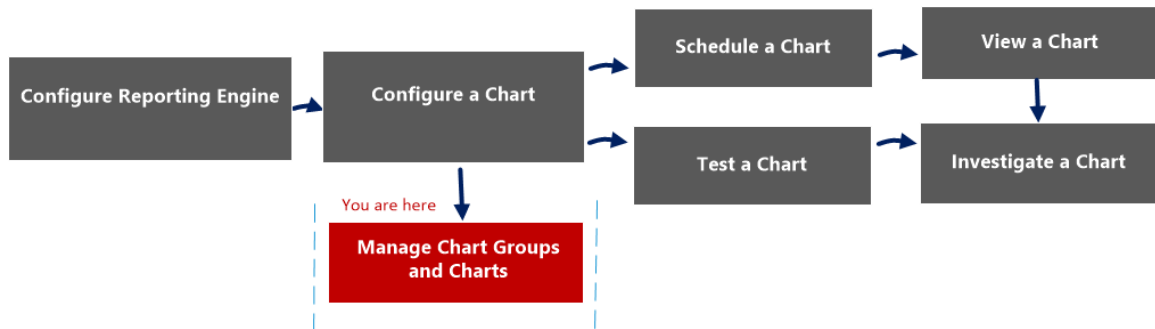 Configure Reporting Engine
Configure a Chart
Schedule a Chart
View a Chart
Test a Chart
Investigate a Chart
You are here
Manage Chart Groups
and Charts